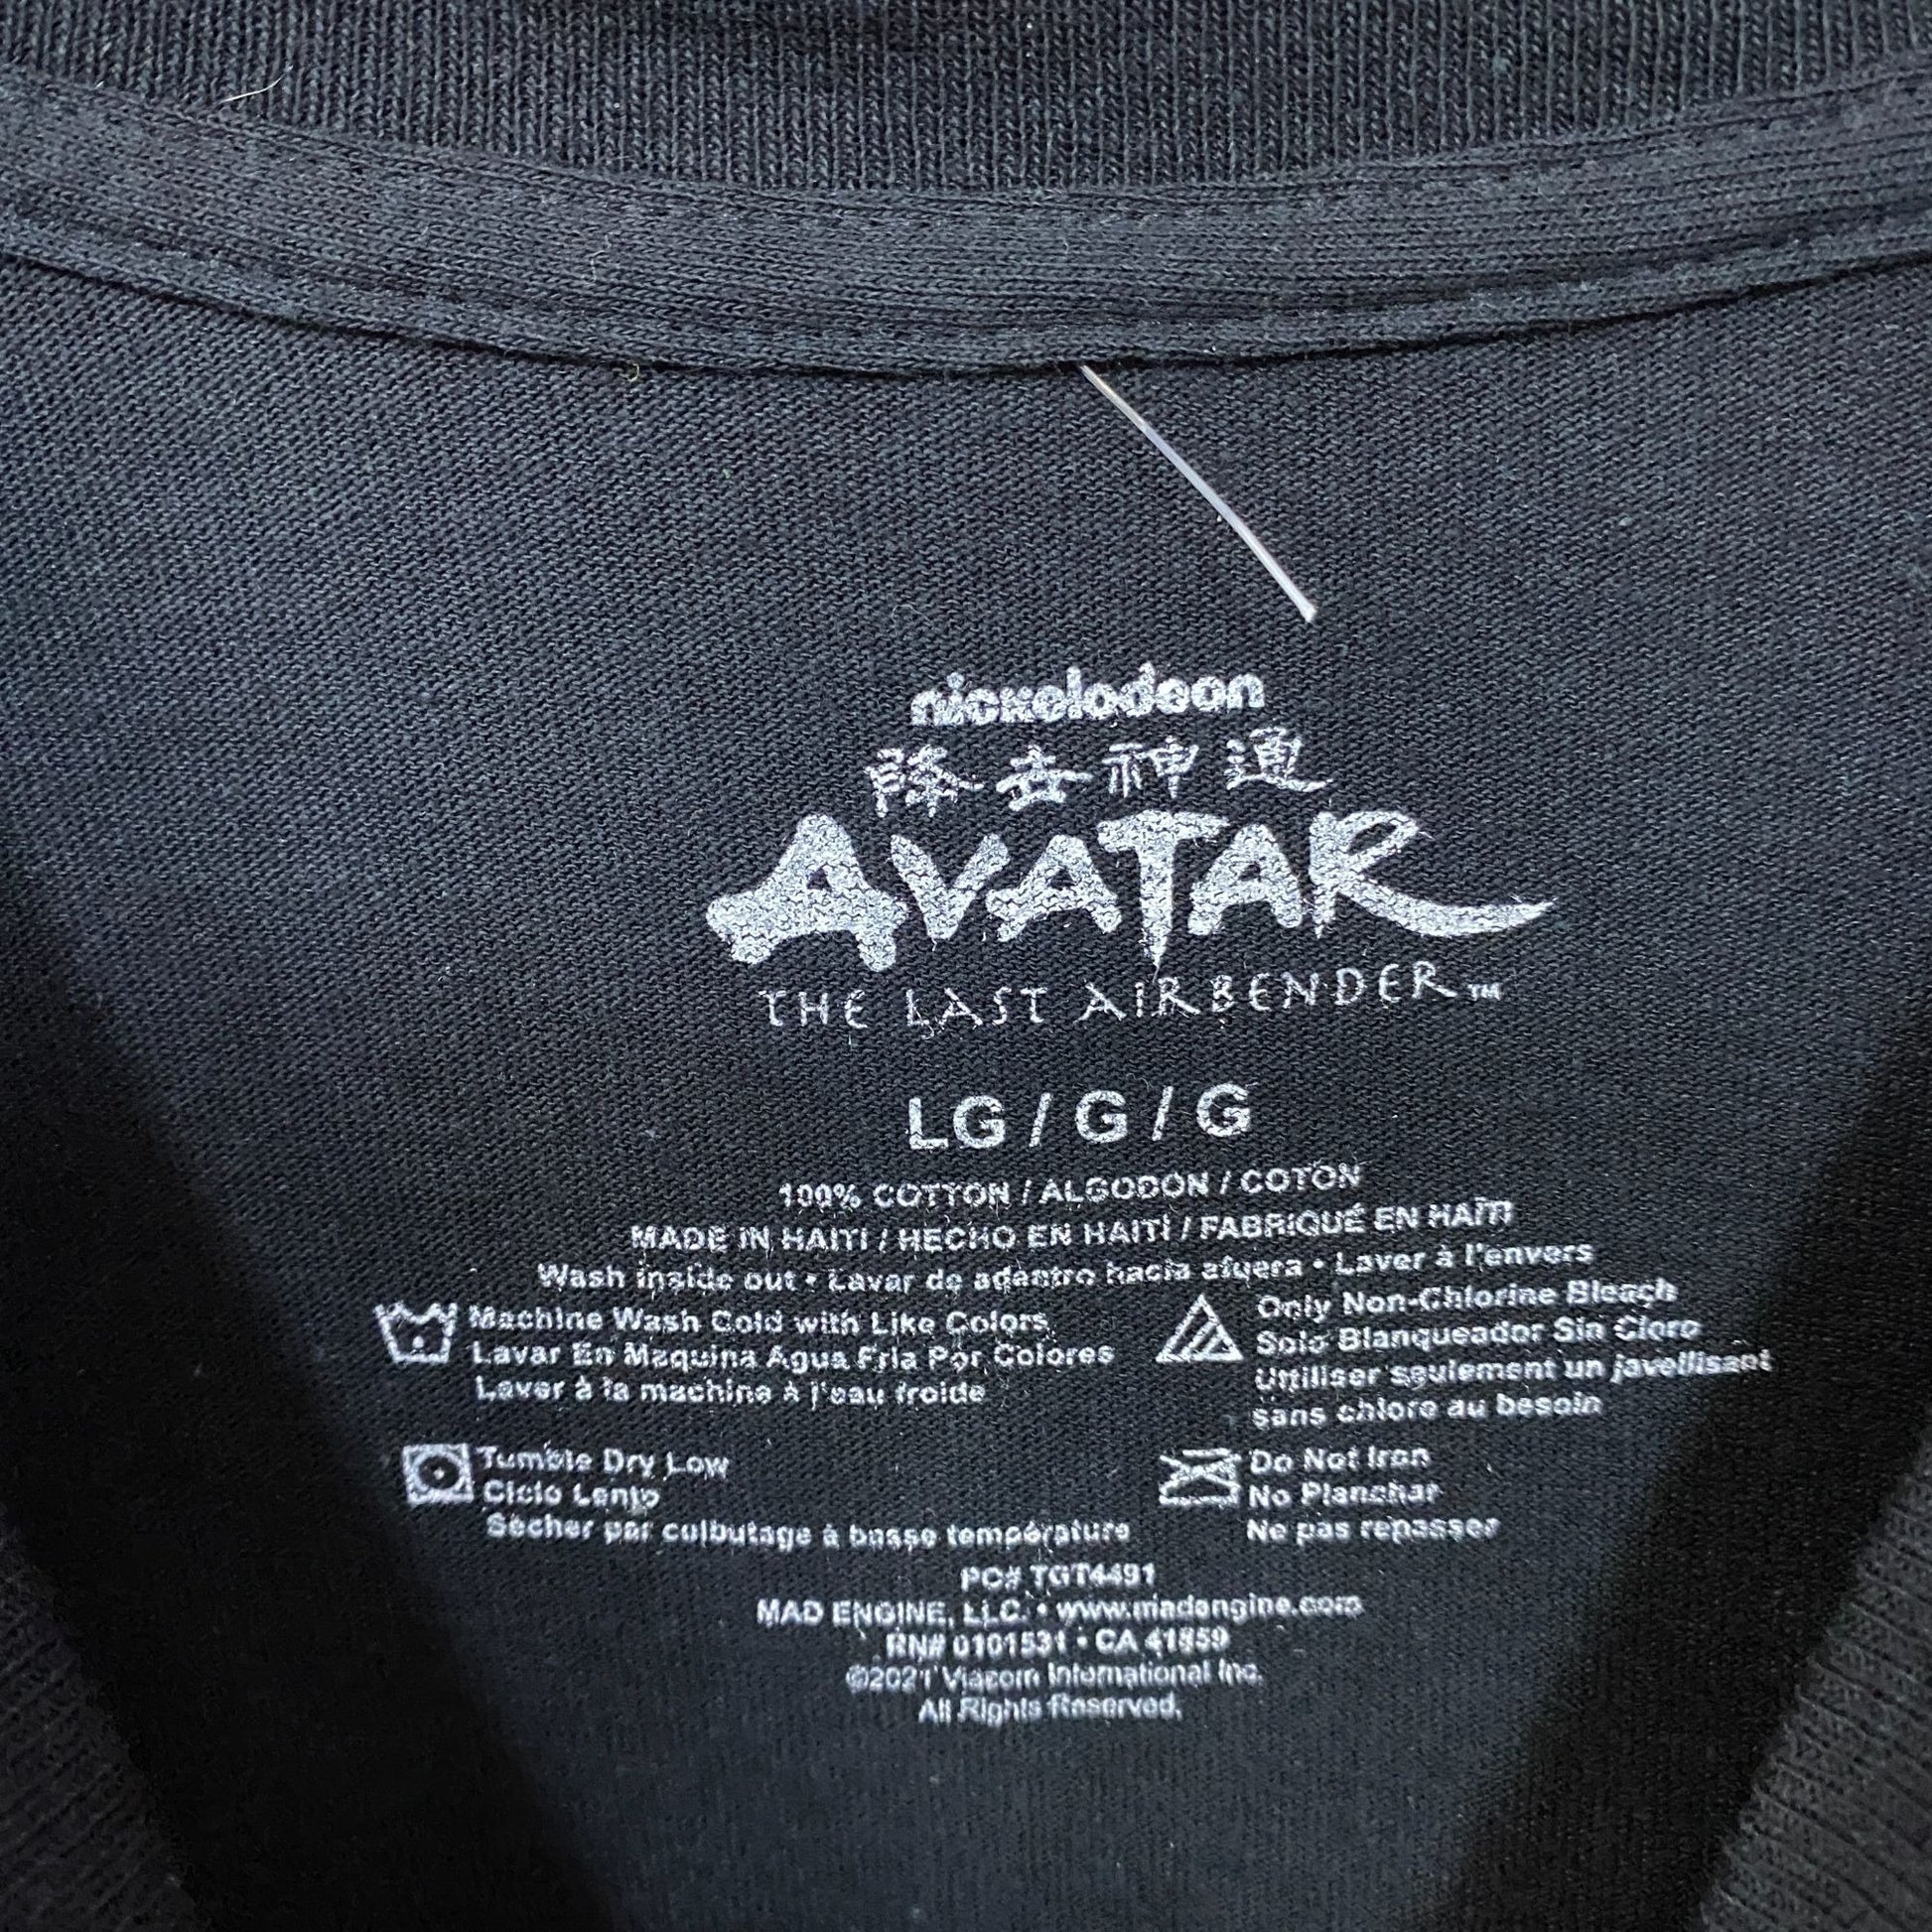 nickelodeon
降世神通
AVATAR
THE LAST AIRBENDER™
LG / G / G
100% COTTON / ALGODÓN / COTON
MADE IN HAITI / HECHO EN HAITÍ / FABRIQUÉ EN HAÏTI
Wash inside out • Lavar de adentro hacia afuera • Laver à l'envers
Machine Wash Cold with Like Colors
Lavar En Maquina Agua Fria Por Colores
Laver à la machine à l'eau froide
Only Non-Chlorine Bleach
Solo Blanqueador Sin Cloro
Utiliser seulement un javellisant
sans chlore au besoin
Tumble Dry Low
Ciclo Lento
Sècher par culbutage à basse température
Do Not Iron
No Planchar
Ne pas repasser
PC# TGT4491
MAD ENGINE, LLC. • www.madengine.com
RN# 0101531 • CA 41859
©2021 Viacom International Inc.
All Rights Reserved.